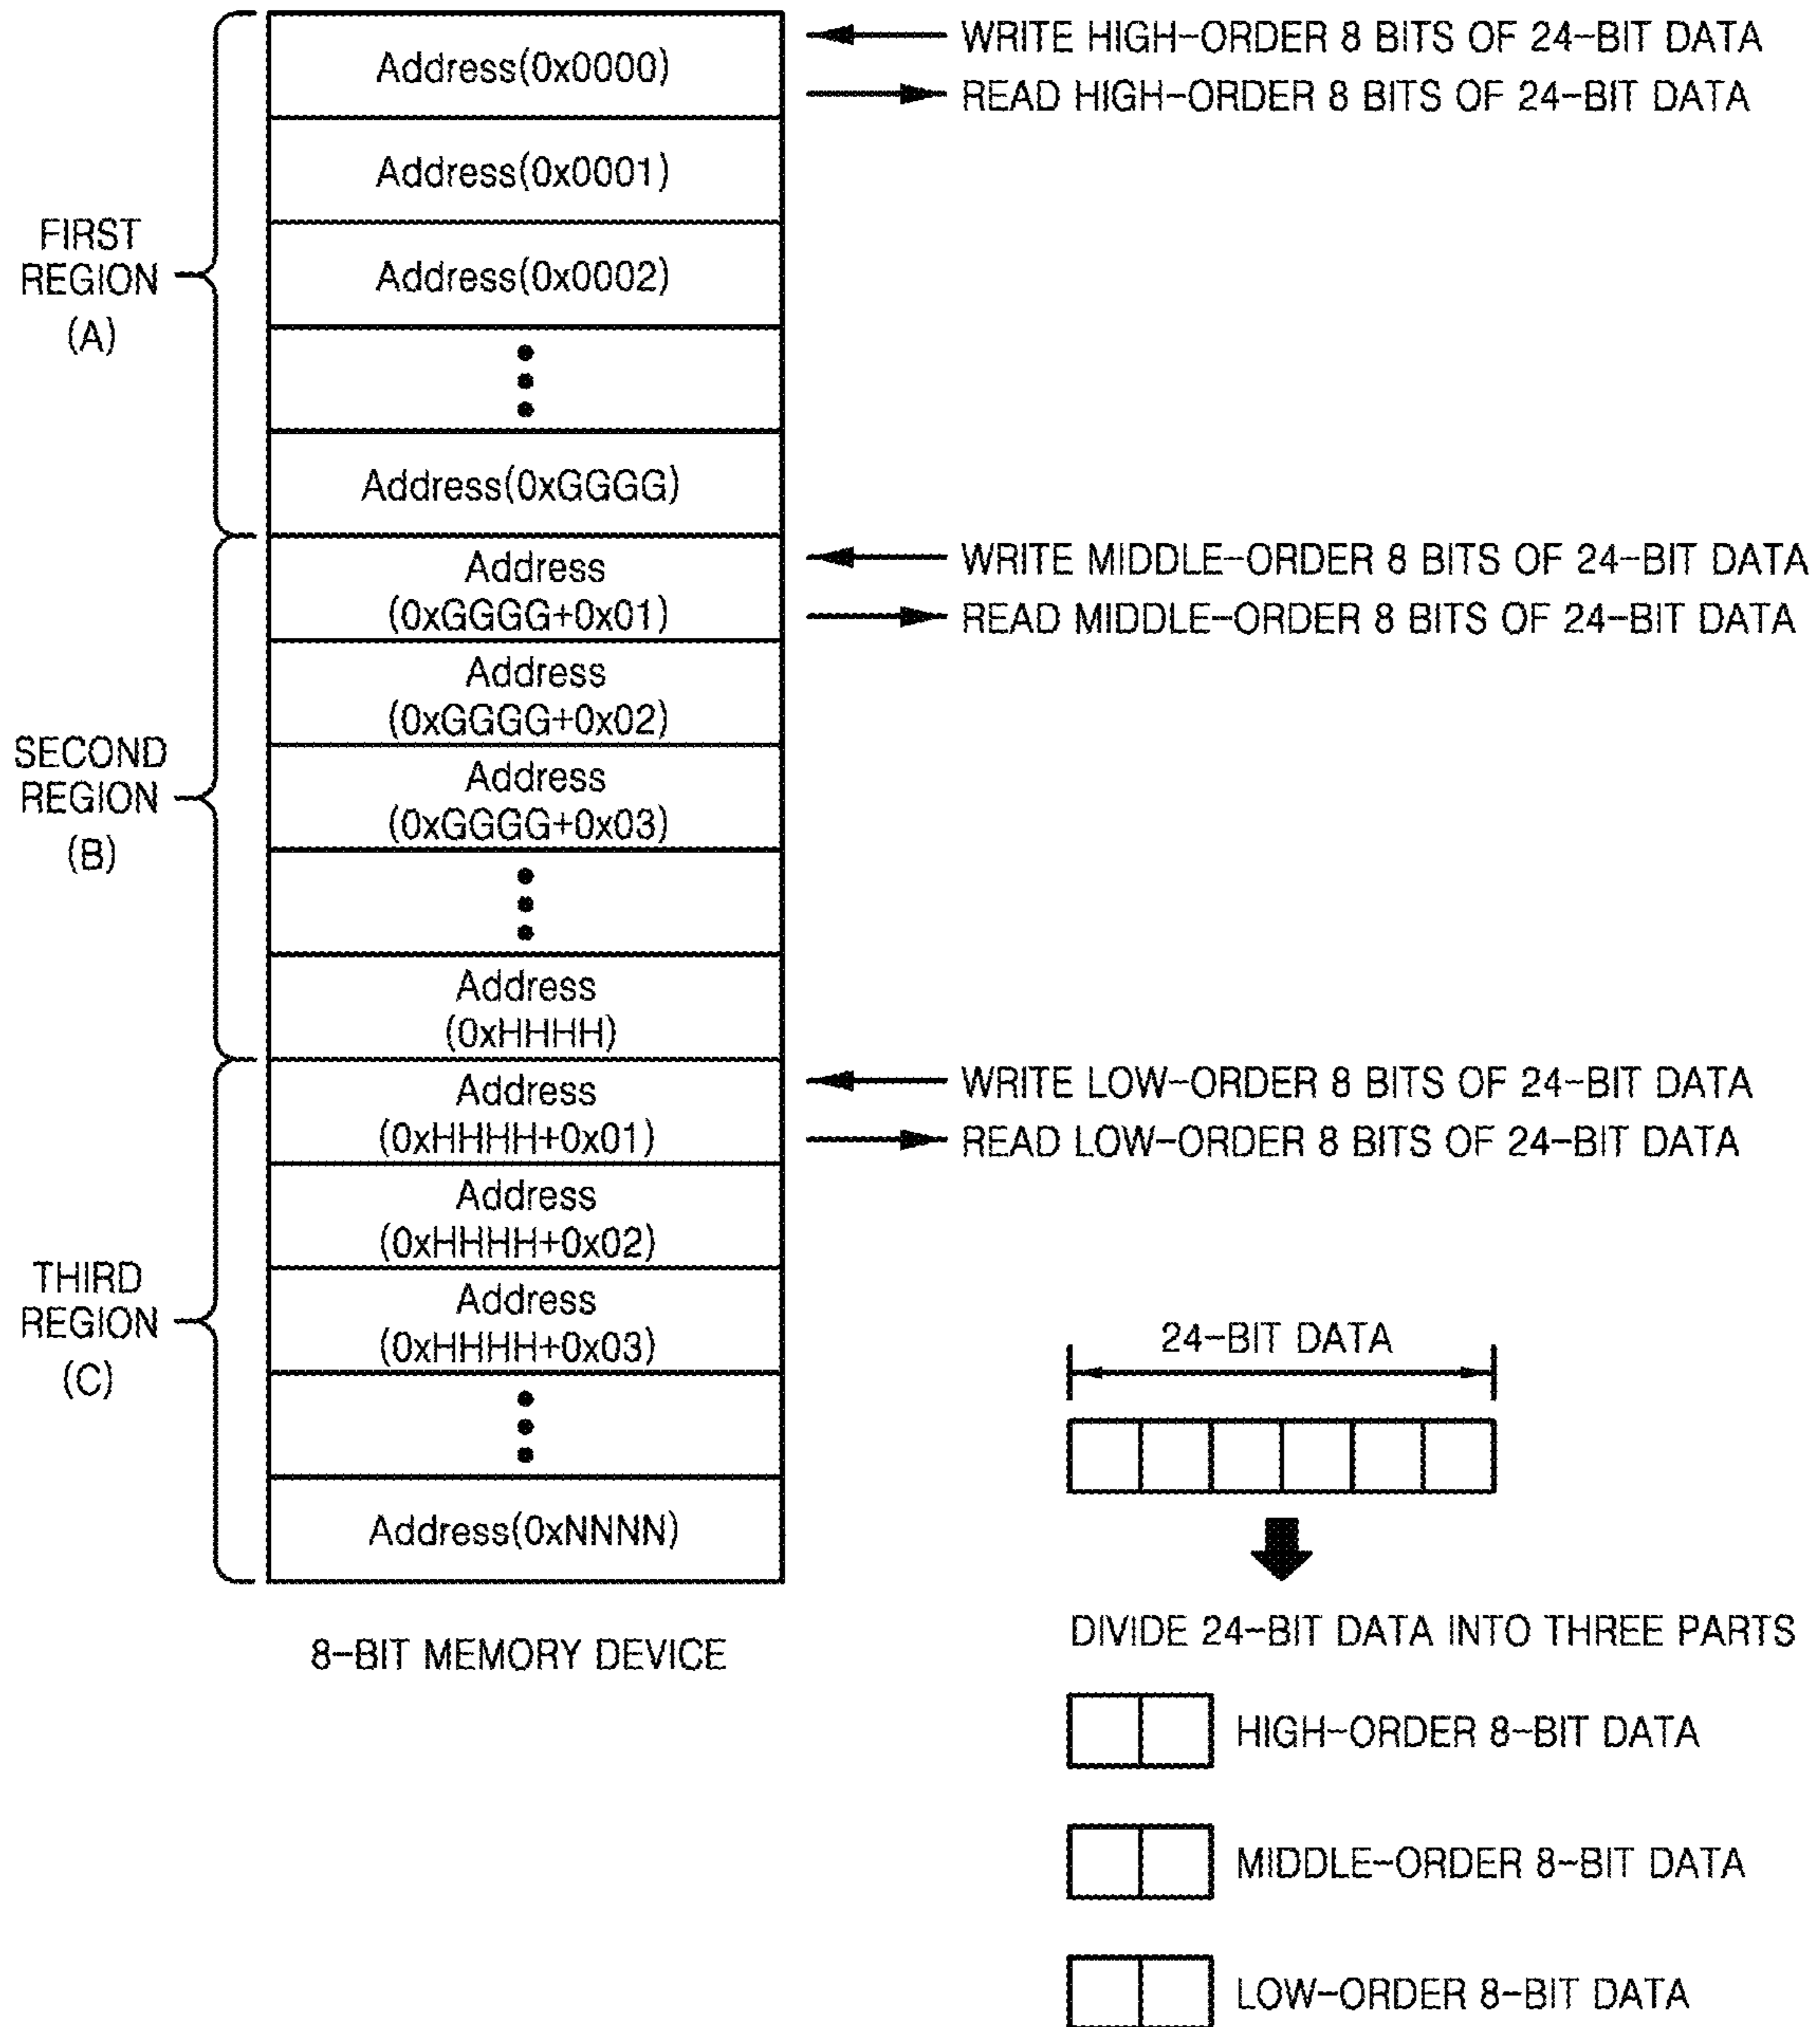 FIRST
REGION
(A)
Address(0x0000)
Address(0x0001)
Address(0x0002)
Address(0xGGGG)
WRITE HIGH-ORDER 8 BITS OF 24-BIT DATA
READ HIGH-ORDER 8 BITS OF 24-BIT DATA
SECOND
REGION
(B)
Address
(0xGGGG+0x01)
Address
(0xGGGG+0x02)
Address
(0xGGGG+0x03)
Address
(0xHHHH)
WRITE MIDDLE-ORDER 8 BITS OF 24-BIT DATA
READ MIDDLE-ORDER 8 BITS OF 24-BIT DATA
THIRD
REGION
(C)
Address
(0xHHHH+0x01)
Address
(0xHHHH+0x02)
Address
(0xHHHH+0x03)
Address(0xNNNN)
WRITE LOW-ORDER 8 BITS OF 24-BIT DATA
READ LOW-ORDER 8 BITS OF 24-BIT DATA
8-BIT MEMORY DEVICE
24-BIT DATA
DIVIDE 24-BIT DATA INTO THREE PARTS
HIGH-ORDER 8-BIT DATA
MIDDLE-ORDER 8-BIT DATA
LOW-ORDER 8-BIT DATA